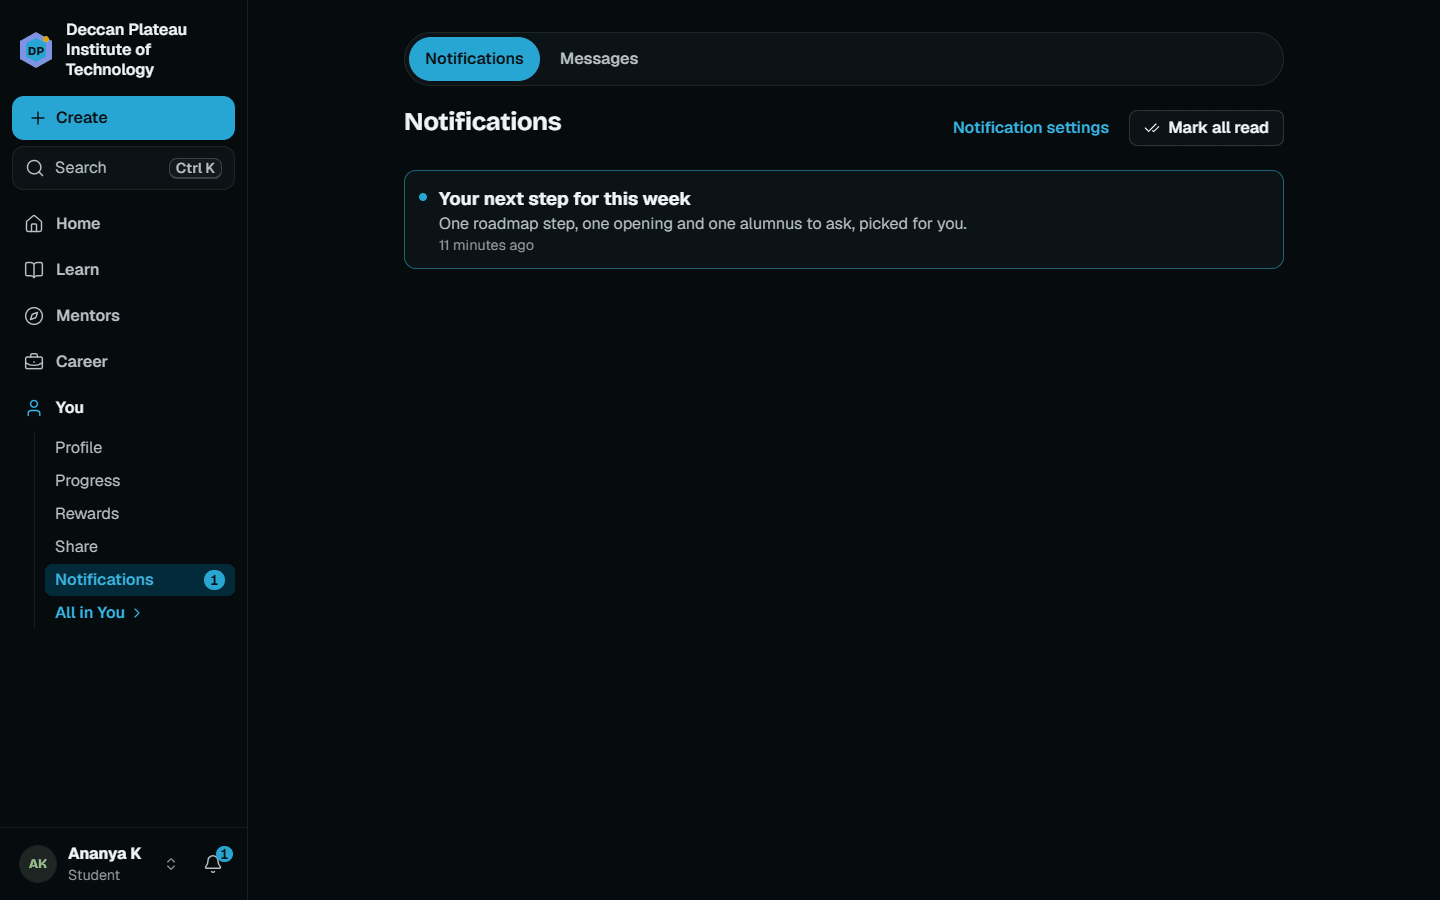 DP
Deccan Plateau
Institute of
Technology
Create
Search Ctrl K
Home
Learn
Mentors
Career
You
Profile
Progress
Rewards
Share
Notifications 1
All in You
AK
Ananya K
Student
1
Notifications Messages
Notifications
Notification settings Mark all read
Your next step for this week
One roadmap step, one opening and one alumnus to ask, picked for you.
11 minutes ago